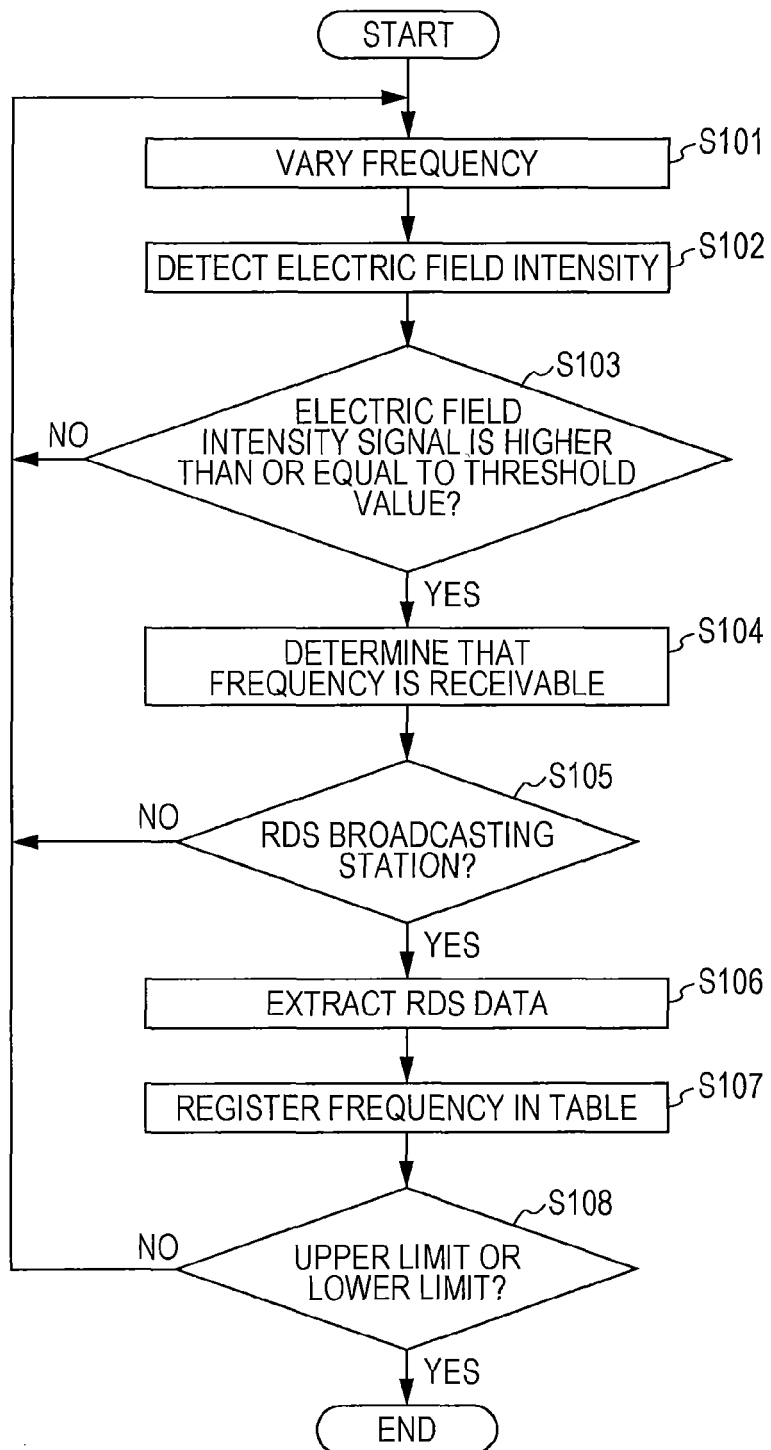 START
VARY FREQUENCY
S101
DETECT ELECTRIC FIELD INTENSITY
S102
S103
ELECTRIC FIELD
INTENSITY SIGNAL IS HIGHER
THAN OR EQUAL TO THRESHOLD
VALUE?
NO
YES
S104
DETERMINE THAT
FREQUENCY IS RECEIVABLE
S105
NO
RDS BROADCASTING
STATION?
YES
S106
EXTRACT RDS DATA
S107
REGISTER FREQUENCY IN TABLE
S108
NO
UPPER LIMIT OR
LOWER LIMIT?
YES
END